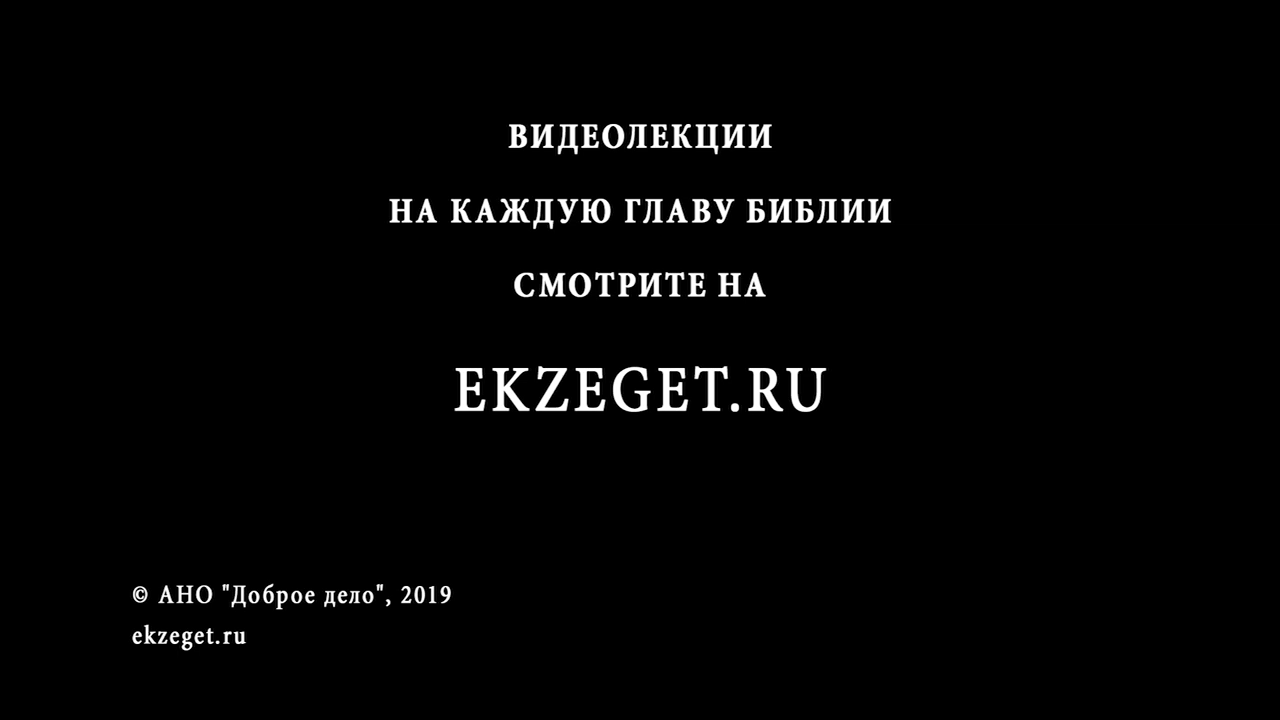 ВИДЕОЛЕКЦИИ
НА КАЖДУЮ ГЛАВУ БИБЛИИ
СМОТРИТЕ НА
EKZEGET.RU
© АНО "Доброе дело", 2019
ekzeget.ru